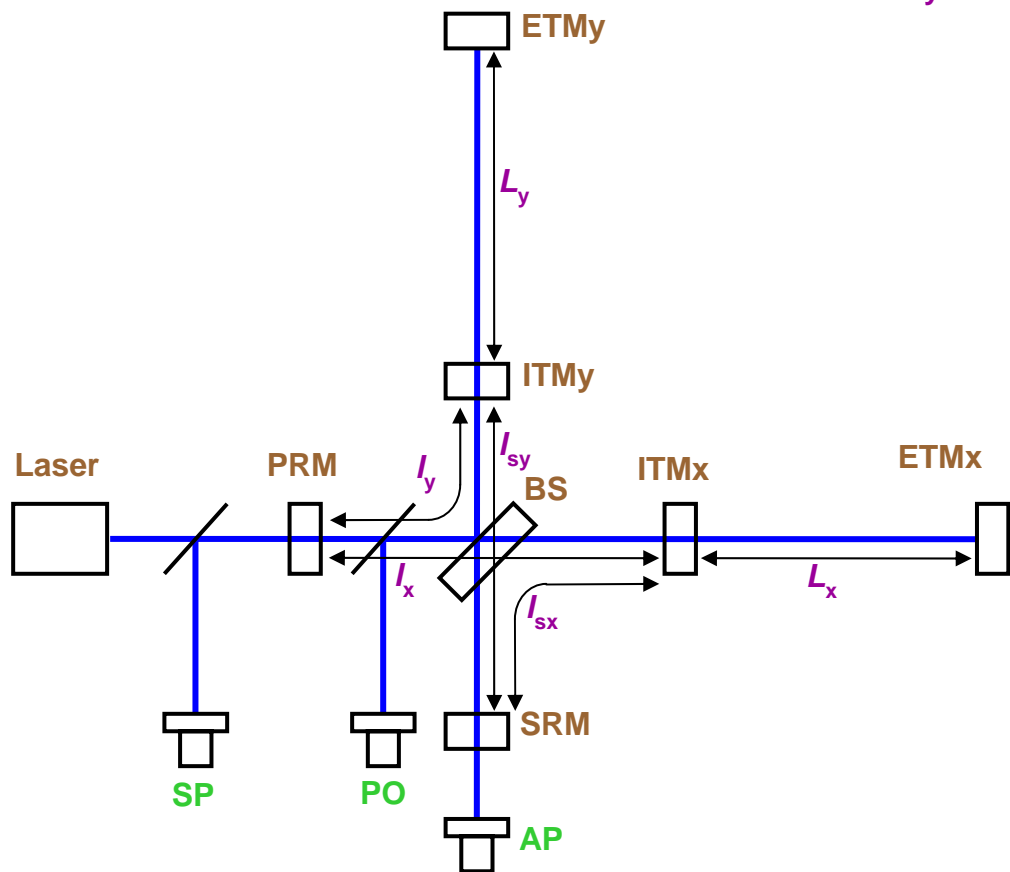 y
ETMy
Ly
ITMy
Laser
PRM
ly
lsy
BS
ITMx
ETMx
lx
Lx
lsx
SRM
SP
PO
AP